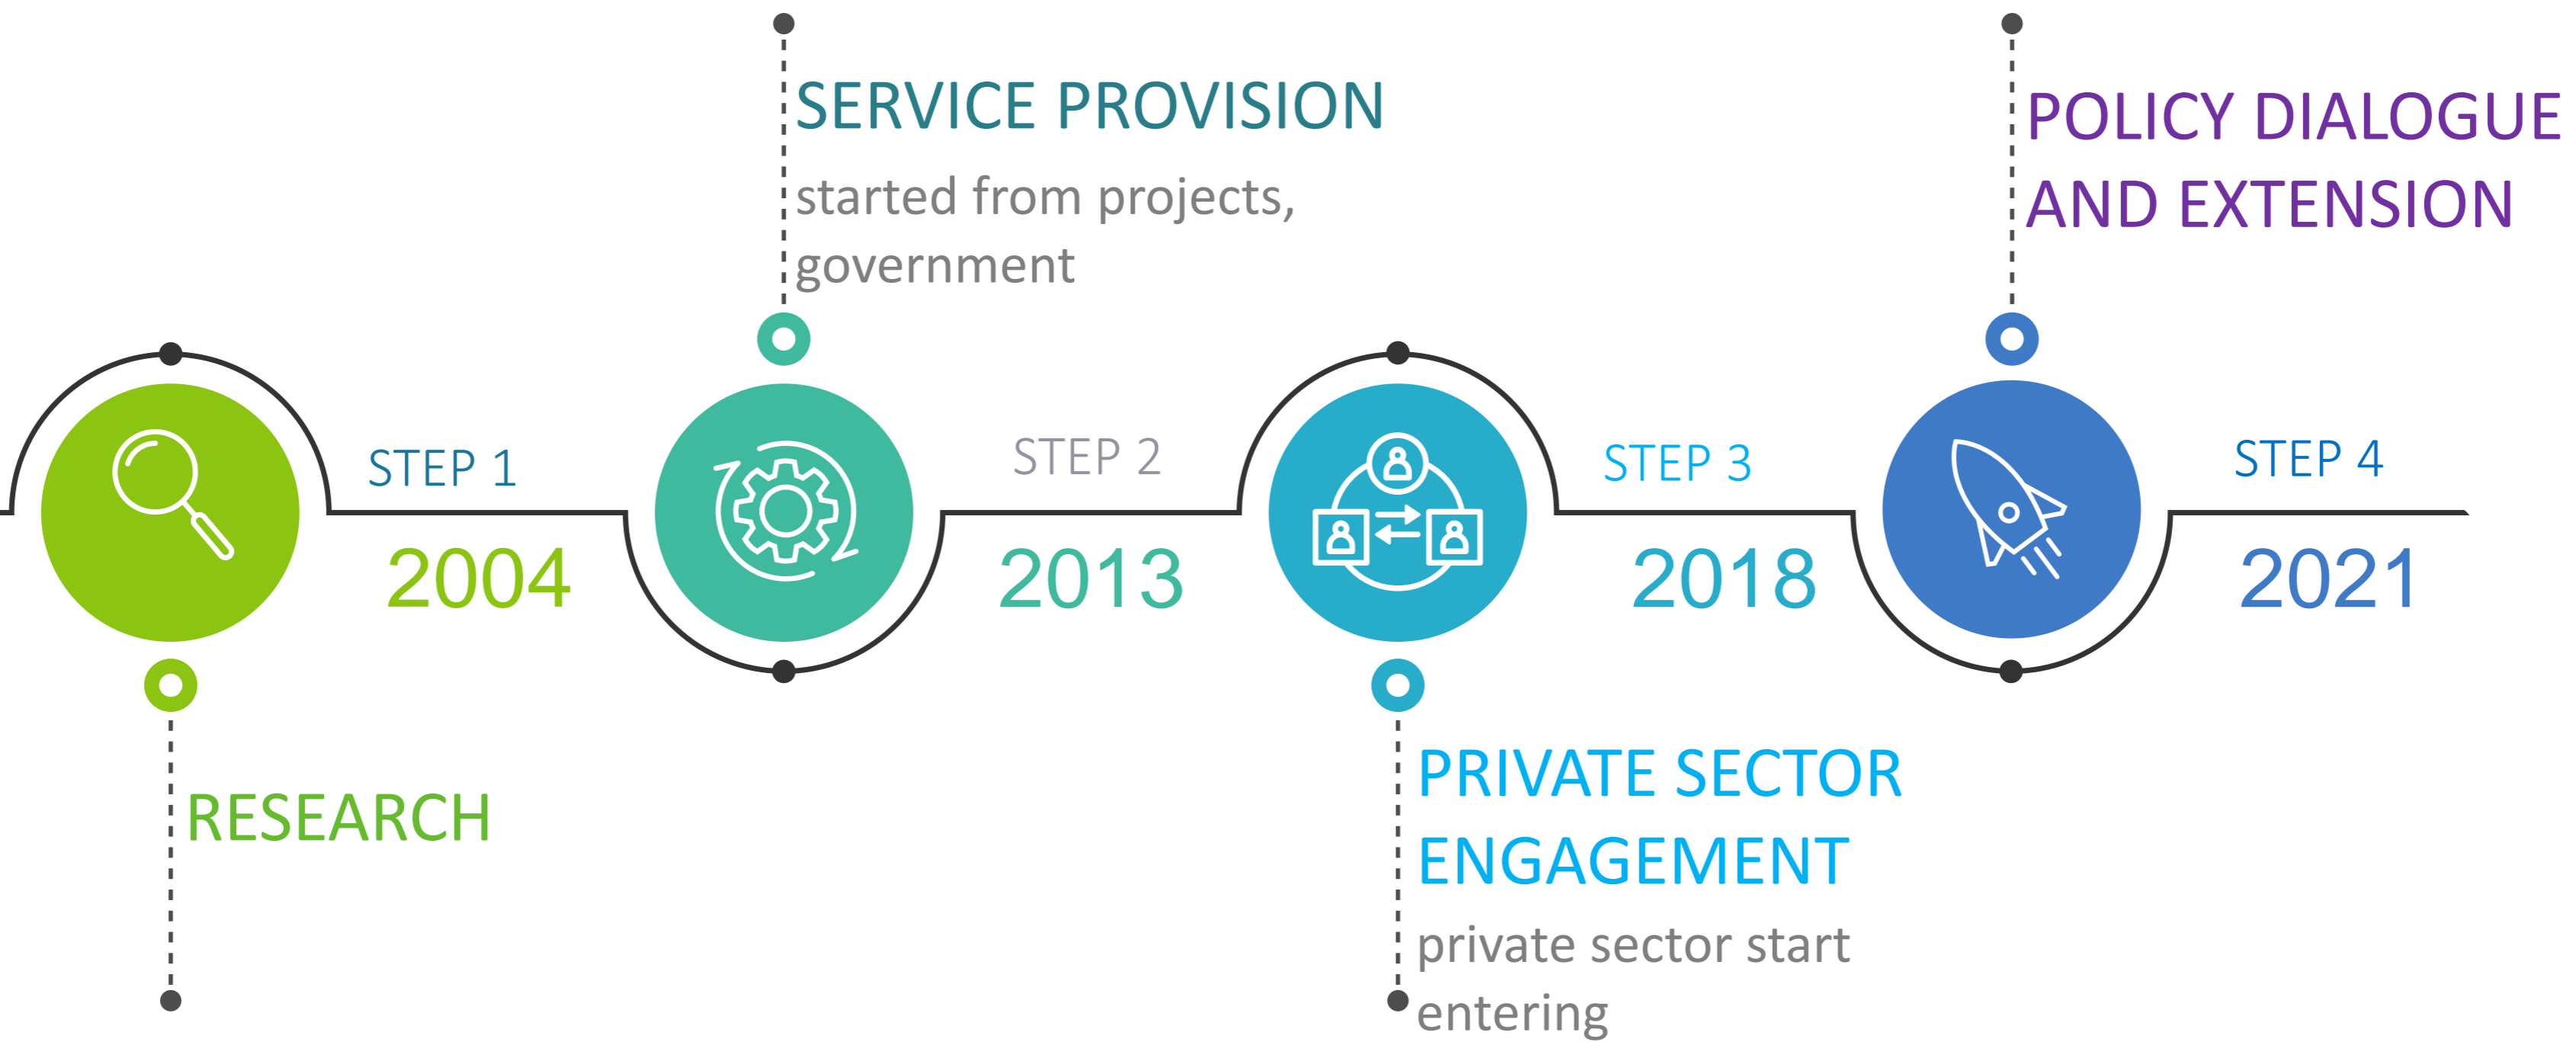 RESEARCH
STEP 1
2004
SERVICE PROVISION
started from projects,
government
STEP 2
2013
PRIVATE SECTOR
ENGAGEMENT
private sector start
entering
STEP 3
2018
POLICY DIALOGUE
AND EXTENSION
STEP 4
2021